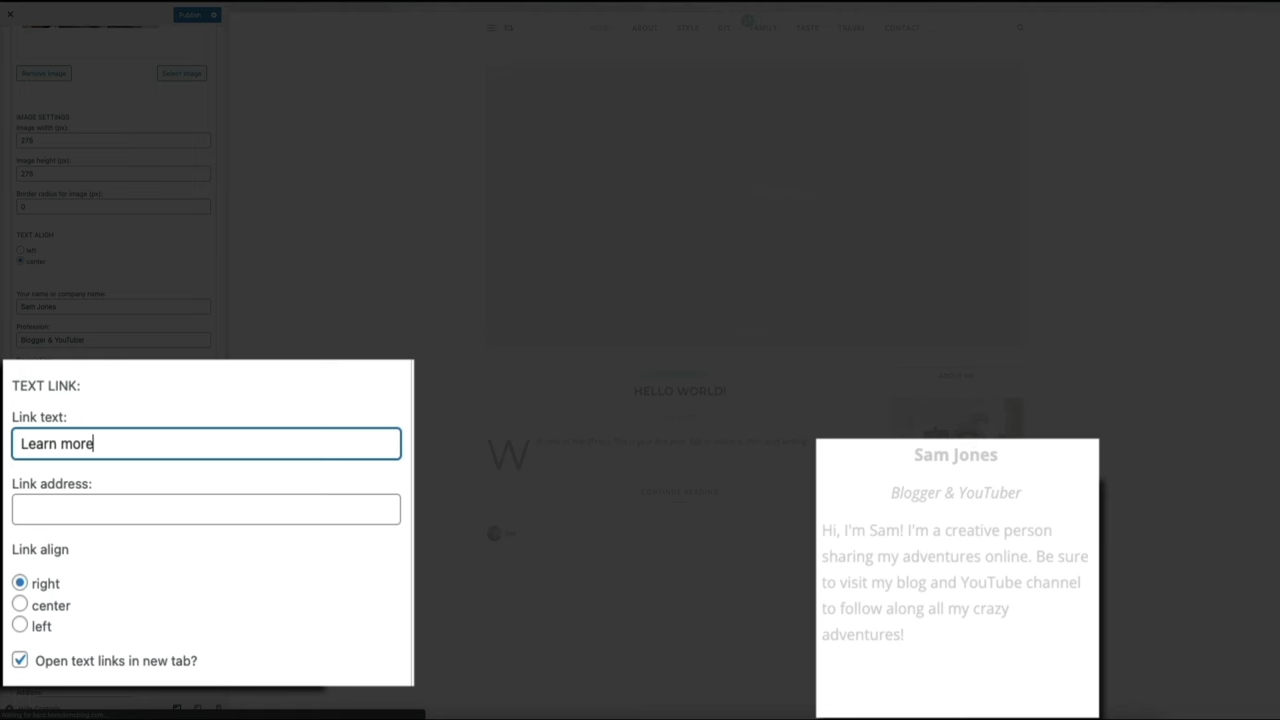 Publish
HOME ABOUT STYLE DIY FAMILY TASTE TRAVEL CONTACT
Remove image Select image
IMAGE SETTINGS
Image width (px):
275
Image height (px):
275
Border radius for image (px):
0
TEXT ALIGN
left
center
Your name or company name:
Sam Jones
Profession:
Blogger & YouTuber
TEXT LINK:
Link text:
Learn more
Link address:
Link align
right
center
left
Open text links in new tab?
ABOUT ME
HELLO WORLD!
W
CONTINUE READING
Sam Jones
Blogger & YouTuber
Hi, I'm Sam! I'm a creative person
sharing my adventures online. Be sure
to visit my blog and YouTube channel
to follow along all my crazy
adventures!